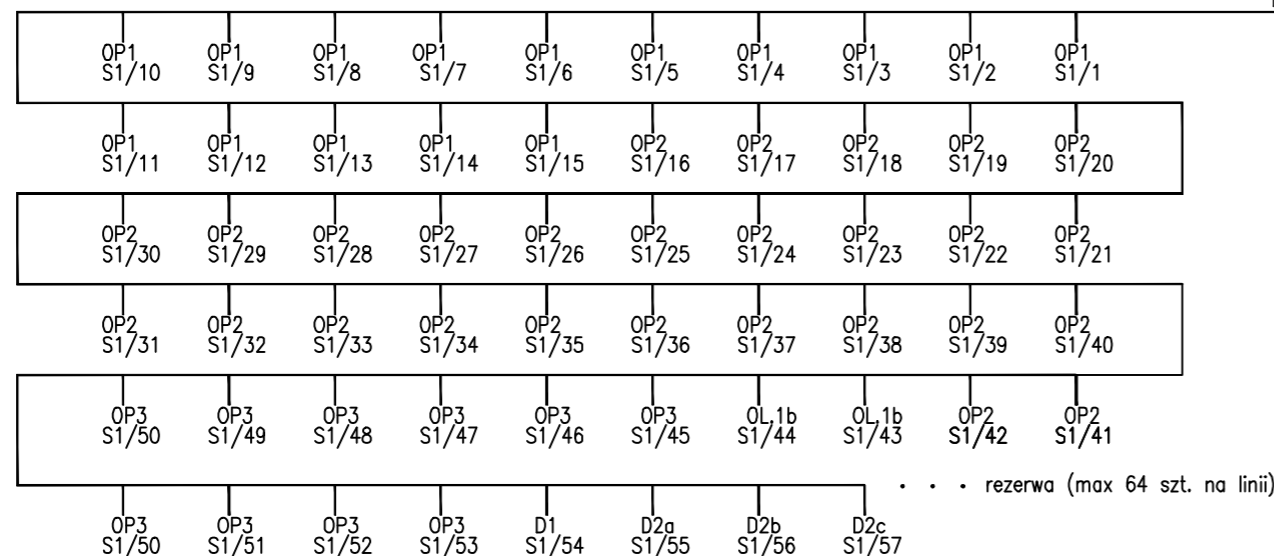 OP1 OP1 OP1 OP1 OP1 OP1 OP1 OP1 OP1 OP1
S1/10 S1/9 S1/8 S1/7 S1/6 S1/5 S1/4 S1/3 S1/2 S1/1
OP1 OP1 OP1 OP1 OP1 OP2 OP2 OP2 OP2 OP2
S1/11 S1/12 S1/13 S1/14 S1/15 S1/16 S1/17 S1/18 S1/19 S1/20
OP2 OP2 OP2 OP2 OP2 OP2 OP2 OP2 OP2 OP2
S1/30 S1/29 S1/28 S1/27 S1/26 S1/25 S1/24 S1/23 S1/22 S1/21
OP2 OP2 OP2 OP2 OP2 OP2 OP2 OP2 OP2 OP2
S1/31 S1/32 S1/33 S1/34 S1/35 S1/36 S1/37 S1/38 S1/39 S1/40
OP3 OP3 OP3 OP3 OP3 OP3 OL.1b OL.1b OP2 OP2
S1/50 S1/49 S1/48 S1/47 S1/46 S1/45 S1/44 S1/43 S1/42 S1/41
. . . rezerwa (max 64 szt. na linii)
OP3 OP3 OP3 OP3 D1 D2a D2b D2c
S1/50 S1/51 S1/52 S1/53 S1/54 S1/55 S1/56 S1/57